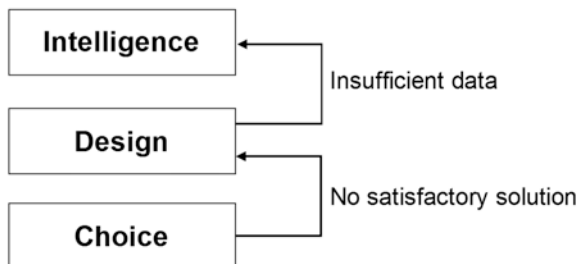 Intelligence
Insufficient data
Design
No satisfactory solution
Choice